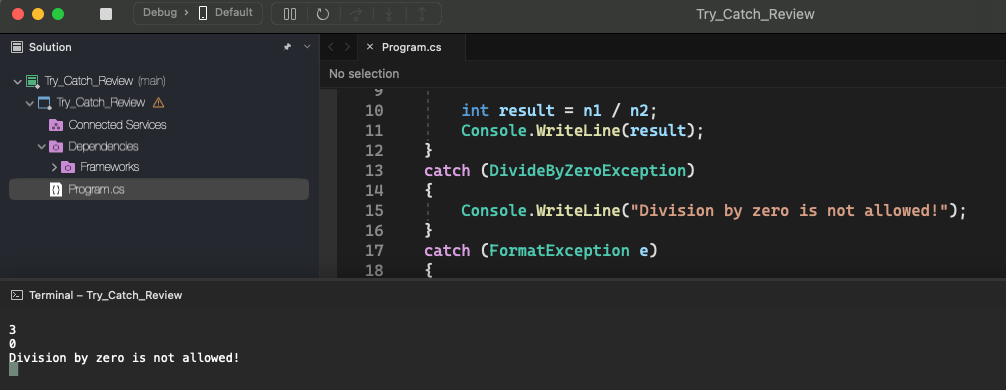 Debug > Default
Try_Catch_Review
Solution
Program.cs
No selection
Try_Catch_Review (main)
Try_Catch_Review
Connected Services
Dependencies
Frameworks
Program.cs
9
10 int result = n1 / n2;
11 Console.WriteLine(result);
12 }
13 catch (DivideByZeroException)
14 {
15 Console.WriteLine("Division by zero is not allowed!");
16 }
17 catch (FormatException e)
18 {
Terminal – Try_Catch_Review
3
0
Division by zero is not allowed!